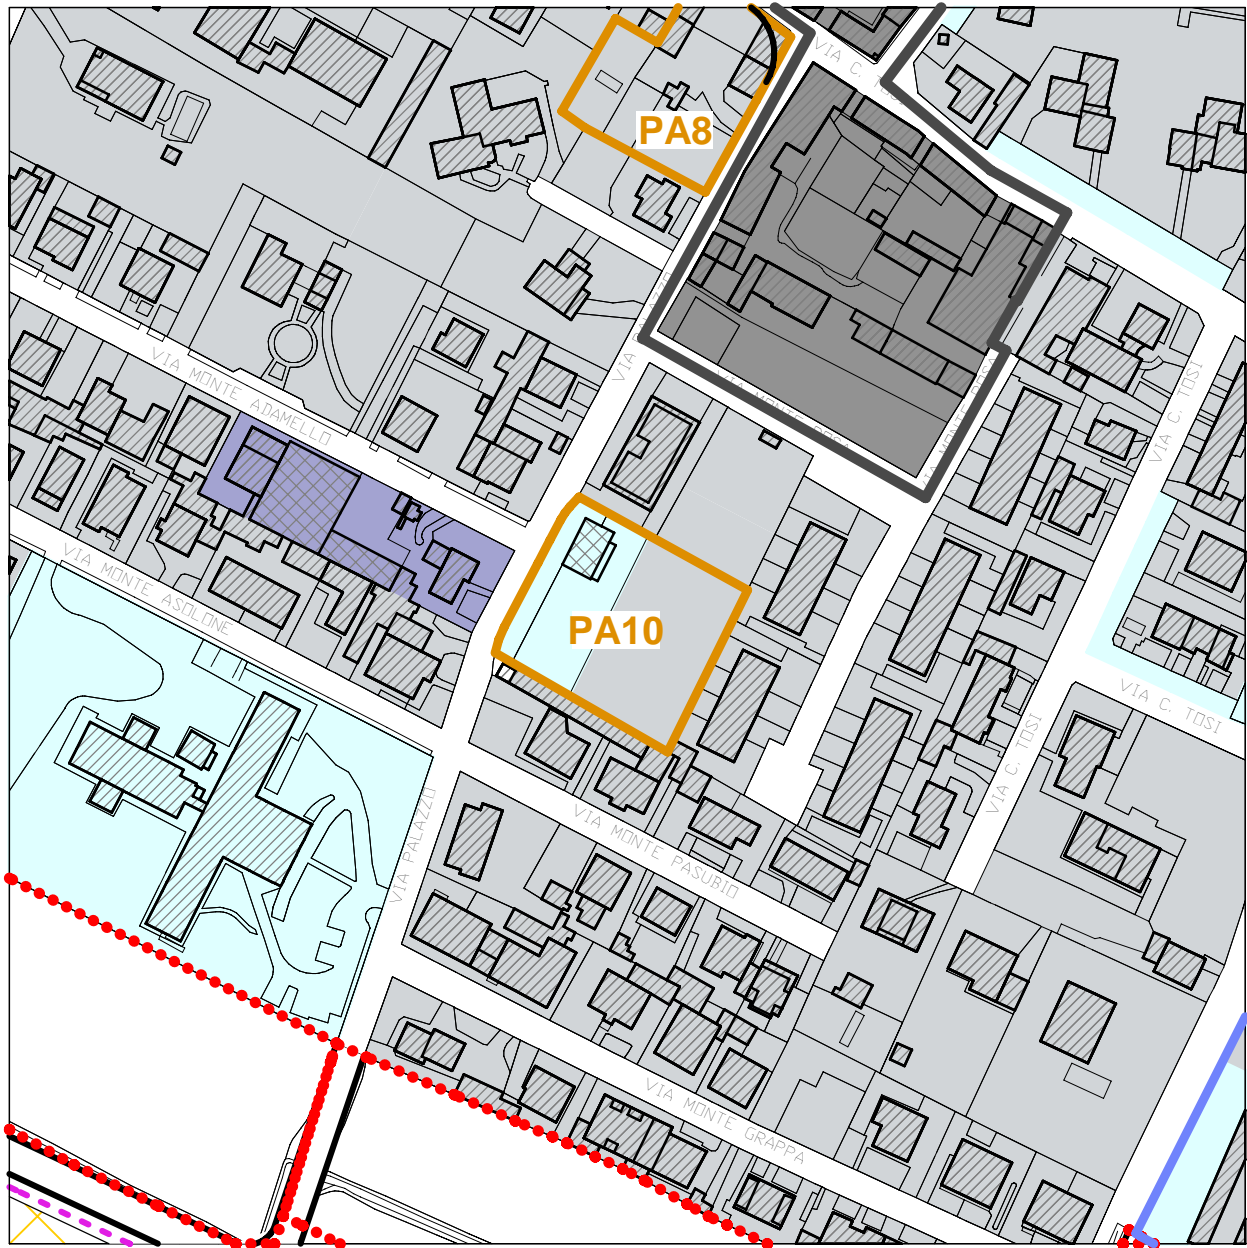 VIA C. TOSI
PA8
VIA MONTE ADAMELLO
VIA C. TOSI
VIA MONTE ASOLONE
PA10
VIA C. TOSI
VIA C. TOSI
VIA PALAZZO
VIA MONTE PASUBIO
VIA MONTE GRAPPA